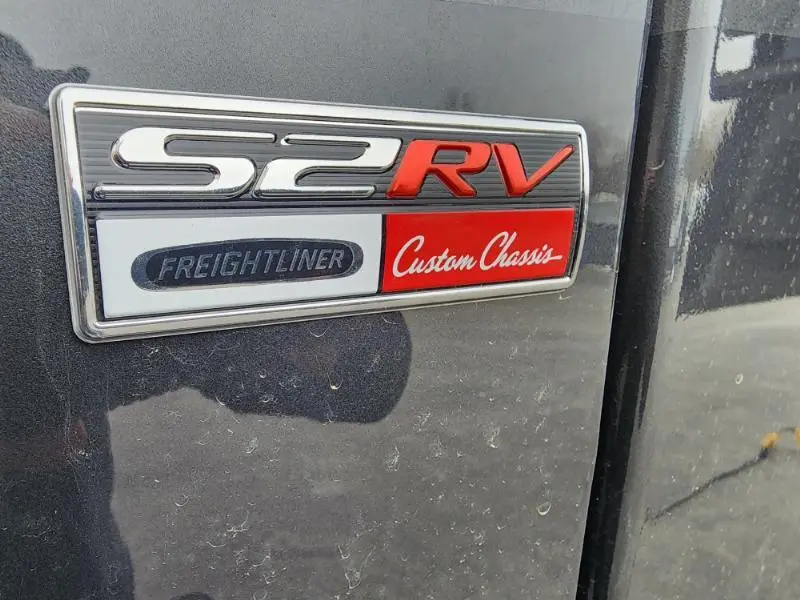 S2RV
FREIGHTLINER
Custom Chassis